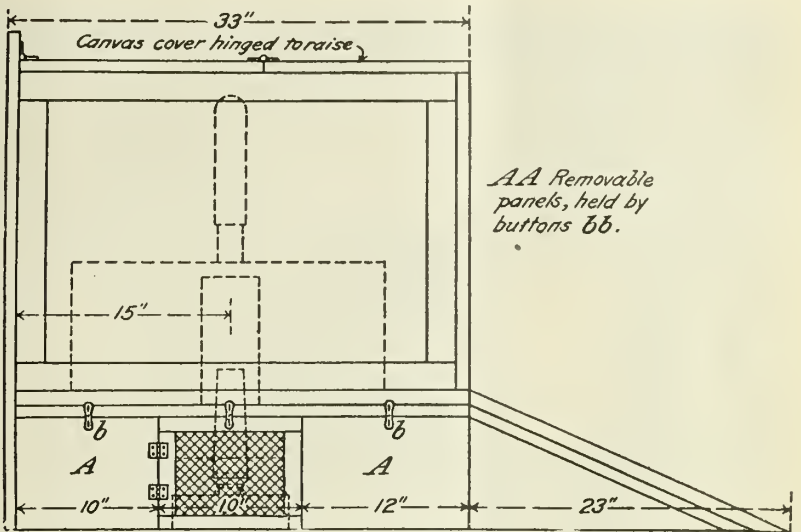 33"
Canvas cover hinged to raise
AA Removable
panels, held by
buttons bb.
15"
b
b
A
A
10"
10"
12"
23"